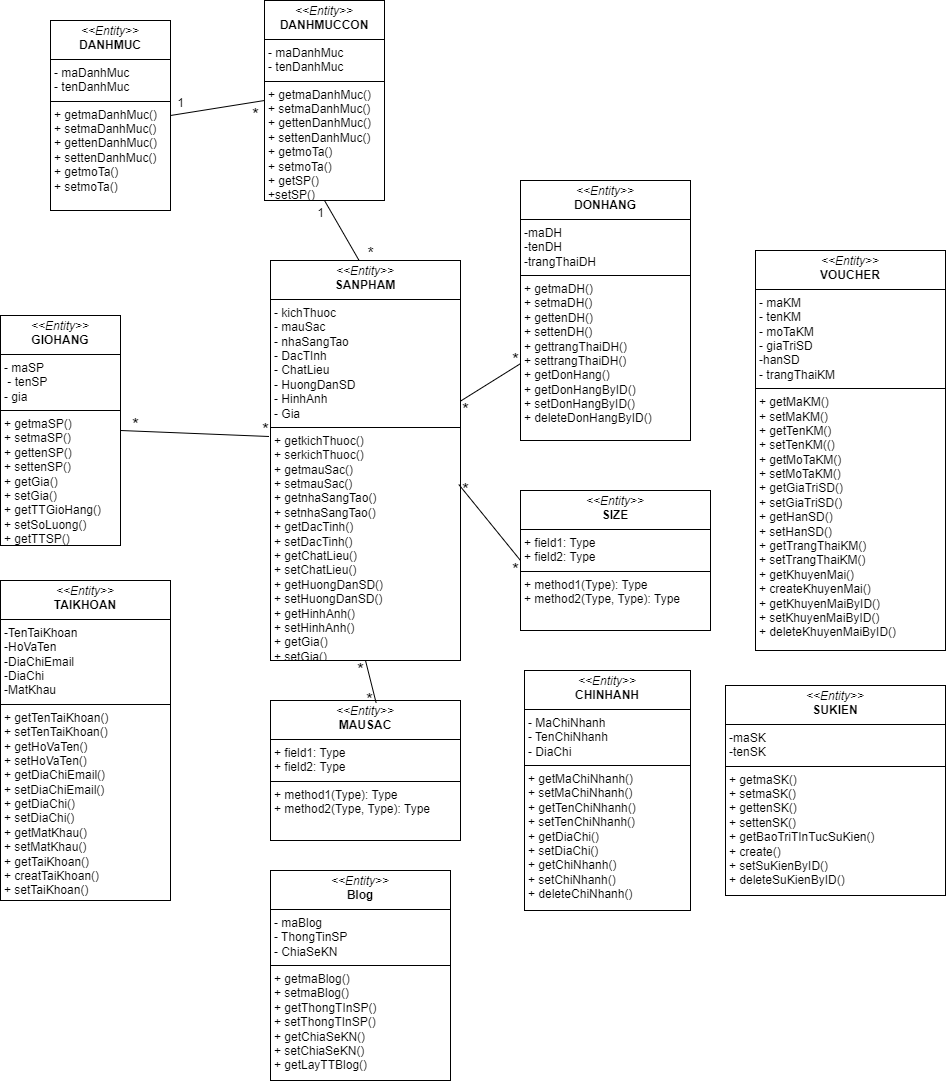 <<Entity>>
DANHMUC
- maDanhMuc
- tenDanhMuc
+ getmaDanhMuc()
+ setmaDanhMuc()
+ gettenDanhMuc()
+ settenDanhMuc()
+ getmoTa()
+ setmoTa()
1
*
<<Entity>>
DANHMUCCON
- maDanhMuc
- tenDanhMuc
+ getmaDanhMuc()
+ setmaDanhMuc()
+ gettenDanhMuc()
+ settenDanhMuc()
+ getmoTa()
+ setmoTa()
+ getSP()
+setSP()
1
*
<<Entity>>
DONHANG
-maDH
-tenDH
-trangThaiDH
+ getmaDH()
+ setmaDH()
+ gettenDH()
+ settenDH()
+ gettrangThaiDH()
+ settrangThaiDH()
+ getDonHang()
+ getDonHangByID()
+ setDonHangByID()
+ deleteDonHangByID()
*
*
<<Entity>>
VOUCHER
- maKM
- tenKM
- moTaKM
- giaTriSD
-hanSD
- trangThaiKM
+ getMaKM()
+ setMaKM()
+ getTenKM()
+ setTenKM(()
+ getMoTaKM()
+ setMoTaKM()
+ getGiaTriSD()
+ setGiaTriSD()
+ getHanSD()
+ setHanSD()
+ getTrangThaiKM()
+ setTrangThaiKM()
+ getKhuyenMai()
+ createKhuyenMai()
+ getKhuyenMaiByID()
+ setKhuyenMaiByID()
+ deleteKhuyenMaiByID()
<<Entity>>
SANPHAM
- kichThuoc
- mauSac
- nhaSangTao
- DacTInh
- ChatLieu
- HuongDanSD
- HinhAnh
- Gia
+ getkichThuoc()
+ serkichThuoc()
+ getmauSac()
+ setmauSac()
+ getnhaSangTao()
+ setnhaSangTao()
+ getDacTinh()
+ setDacTinh()
+ getChatLieu()
+ setChatLieu()
+ getHuongDanSD()
+ setHuongDanSD()
+ getHinhAnh()
+ setHinhAnh()
+ getGia()
+ setGia()
<<Entity>>
GIOHANG
- maSP
- tenSP
- gia
+ getmaSP()
+ setmaSP()
+ gettenSP()
+ settenSP()
+ getGia()
+ setGia()
+ getTTGioHang()
+ setSoLuong()
+ getTTSP()
*
*
*
*
<<Entity>>
SIZE
+ field1: Type
+ field2: Type
+ method1(Type): Type
+ method2(Type, Type): Type
<<Entity>>
TAIKHOAN
-TenTaiKhoan
-HoVaTen
-DiaChiEmail
-DiaChi
-MatKhau
+ getTenTaiKhoan()
+ setTenTaiKhoan()
+ getHoVaTen()
+ setHoVaTen()
+ getDiaChiEmail()
+ setDiaChiEmail()
+ getDiaChi()
+ setDiaChi()
+ getMatKhau()
+ setMatKhau()
+ getTaiKhoan()
+ creatTaiKhoan()
+ setTaiKhoan()
*
*
<<Entity>>
MAUSAC
+ field1: Type
+ field2: Type
+ method1(Type): Type
+ method2(Type, Type): Type
<<Entity>>
CHINHANH
- MaChiNhanh
- TenChiNhanh
- DiaChi
+ getMaChiNhanh()
+ setMaChiNhanh()
+ getTenChiNhanh()
+ setTenChiNhanh()
+ getDiaChi()
+ setDiaChi()
+ getChiNhanh()
+ setChiNhanh()
+ deleteChiNhanh()
<<Entity>>
SUKIEN
-maSK
-tenSK
+ getmaSK()
+ setmaSK()
+ gettenSK()
+ settenSK()
+ getBaoTriTInTucSuKien()
+ create()
+ setSuKienByID()
+ deleteSuKienByID()
<<Entity>>
Blog
- maBlog
- ThongTinSP
- ChiaSeKN
+ getmaBlog()
+ setmaBlog()
+ getThongTInSP()
+ setThongTInSP()
+ getChiaSeKN()
+ setChiaSeKN()
+ getLayTTBlog()